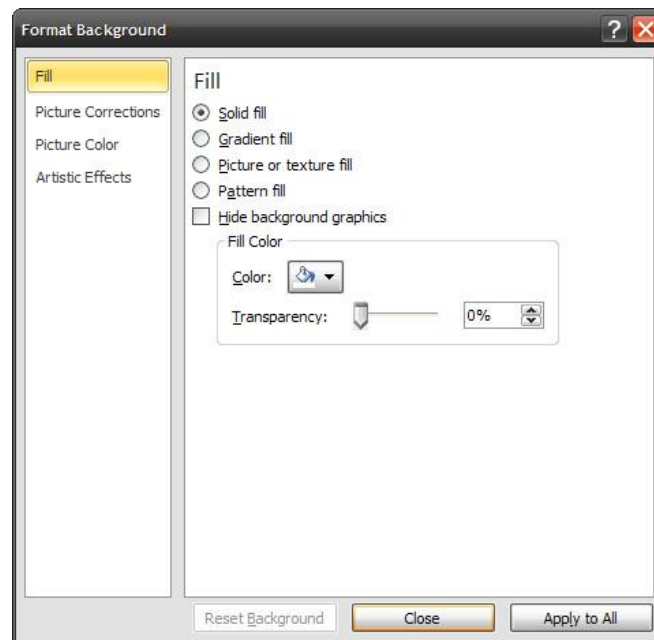 Format Background
?
Fill
Picture Corrections
Picture Color
Artistic Effects
Fill
Solid fill
Gradient fill
Picture or texture fill
Pattern fill
Hide background graphics
Fill Color
Color:
Transparency: 0%
Reset Background Close Apply to All